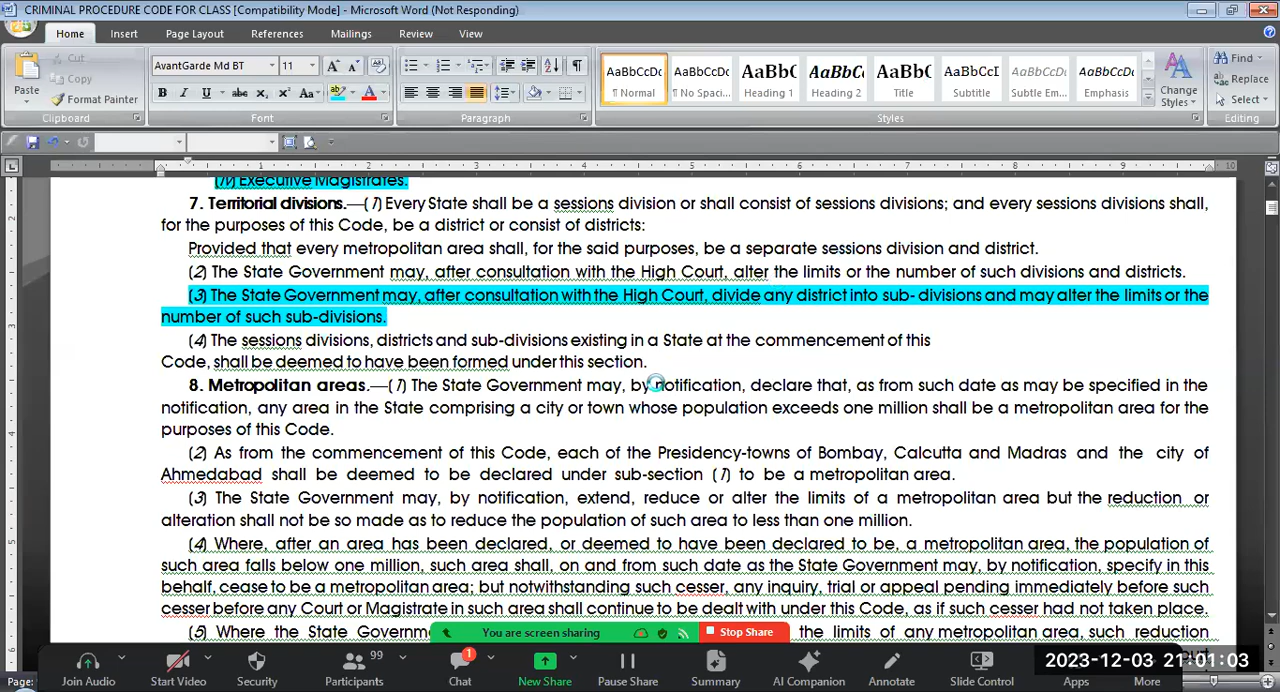 CRIMINAL PROCEDURE CODE FOR CLASS [Compatibility Mode] - Microsoft Word (Not Responding)
Home Insert Page Layout References Mailings Review View
Cut
Copy
Format Painter
Paste
Clipboard
AvantGarde Md BT 11
Font
Paragraph
AaBbCcDc AaBbCcDc AaBbC AaBbCc AaBbC AaBbCcI AaBbCcDc AaBbCcDc
¶ Normal ¶ No Spaci... Heading 1 Heading 2 Title Subtitle Subtle Em... Emphasis
Change Styles
Styles
Find
Replace
Select
Editing
(iv) Executive Magistrates.
7. Territorial divisions.—(1) Every State shall be a sessions division or shall consist of sessions divisions; and every sessions divisions shall,
for the purposes of this Code, be a district or consist of districts:
Provided that every metropolitan area shall, for the said purposes, be a separate sessions division and district.
(2) The State Government may, after consultation with the High Court, alter the limits or the number of such divisions and districts.
(3) The State Government may, after consultation with the High Court, divide any district into sub- divisions and may alter the limits or the
number of such sub-divisions.
(4) The sessions divisions, districts and sub-divisions existing in a State at the commencement of this
Code, shall be deemed to have been formed under this section.
8. Metropolitan areas.—(1) The State Government may, by notification, declare that, as from such date as may be specified in the
notification, any area in the State comprising a city or town whose population exceeds one million shall be a metropolitan area for the
purposes of this Code.
(2) As from the commencement of this Code, each of the Presidency-towns of Bombay, Calcutta and Madras and the city of
Ahmedabad shall be deemed to be declared under sub-section (1) to be a metropolitan area.
(3) The State Government may, by notification, extend, reduce or alter the limits of a metropolitan area but the reduction or
alteration shall not be so made as to reduce the population of such area to less than one million.
(4) Where, after an area has been declared, or deemed to have been declared to be, a metropolitan area, the population of
such area falls below one million, such area shall, on and from such date as the State Government may, by notification, specify in this
behalf, cease to be a metropolitan area; but notwithstanding such cesser, any inquiry, trial or appeal pending immediately before such
cesser before any Court or Magistrate in such area shall continue to be dealt with under this Code, as if such cesser had not taken place.
(5) Where the State the limits of any metropolitan area, such reduction
You are screen sharing Stop Share
99 1
Join Audio Start Video Security Participants Chat New Share Pause Share Summary AI Companion Annotate Slide Control Apps More
2023-12-03 21:01:03
Page: